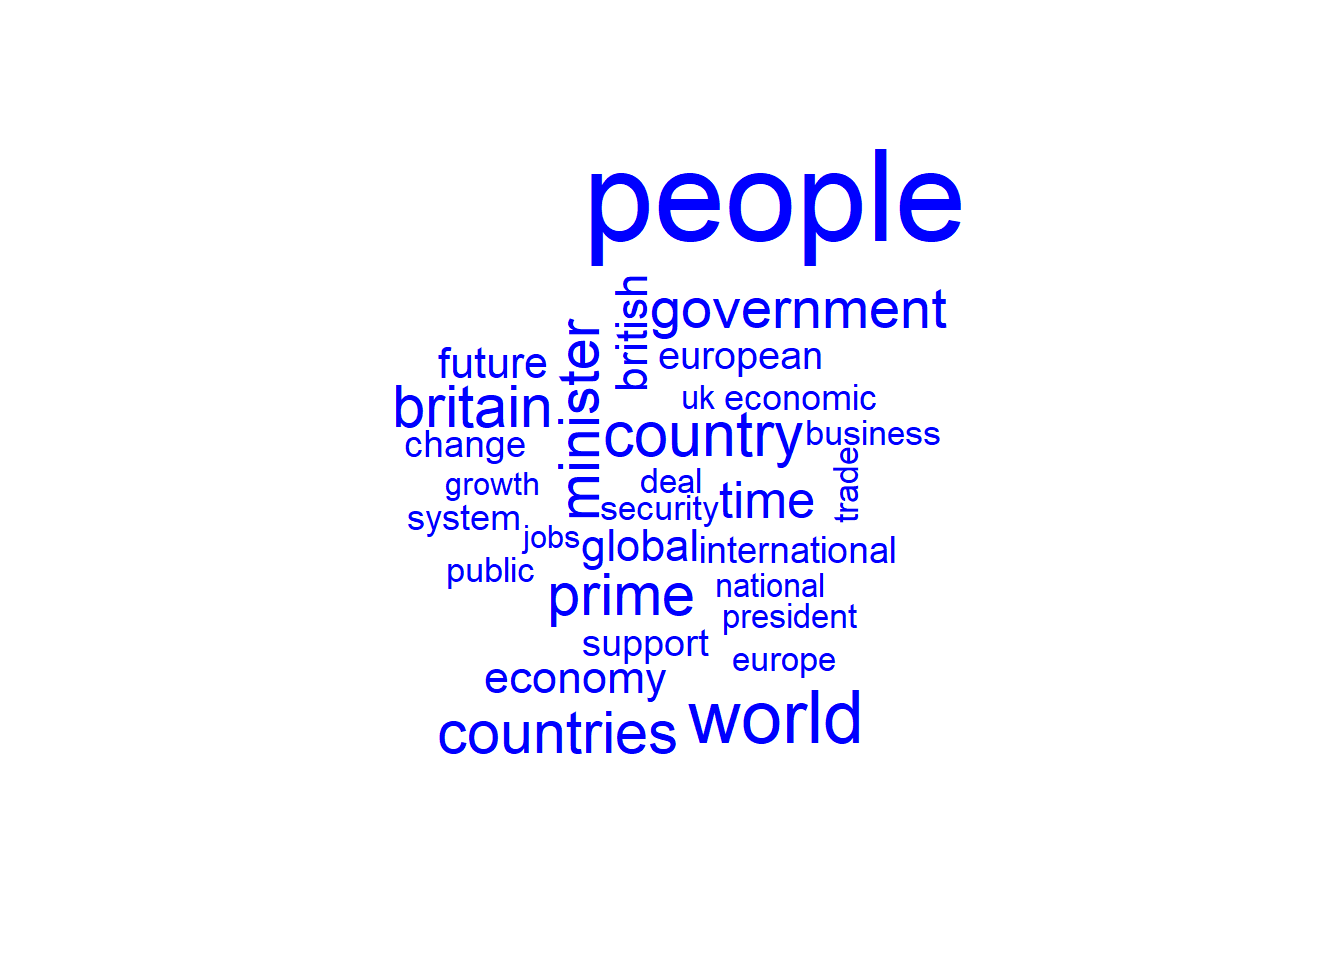 people
british
government
minister
future
european
britain
uk
economic
country
business
change
trade
growth
deal
time
security
system
jobs
global
international
public
prime
national
president
support
europe
economy
world
countries